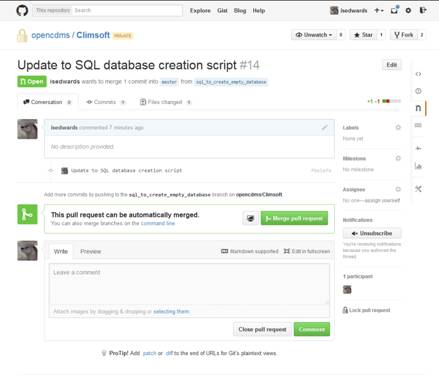 This repository Search Explore Gist Blog Help isedwards
opencdms / Climsoft PRIVATE Unwatch Star 1 Fork 2
Update to SQL database creation script #14 Edit
Open isedwards wants to merge 1 commit into master from sql_to_create_empty_database
Conversation 0 Commits 1 Files changed 1 +1 -1
isedwards commented 7 minutes ago
No description provided.
Update to SQL database creation script
Add more commits by pushing to the sql_to_create_empty_database branch on opencdms/Climsoft.
This pull request can be automatically merged.
You can also merge branches on the command line.
Merge pull request
Write Preview Markdown supported Edit in fullscreen
Leave a comment
Attach images by dragging & dropping or selecting them.
Close pull request Comment
ProTip! Add .patch or .diff to the end of URLs for Git's plaintext views.
Labels
None yet
Milestone
No milestone
Assignee
No one—assign yourself
Notifications
Unsubscribe
You're receiving notifications
because you authored the
thread.
1 participant
Lock pull request